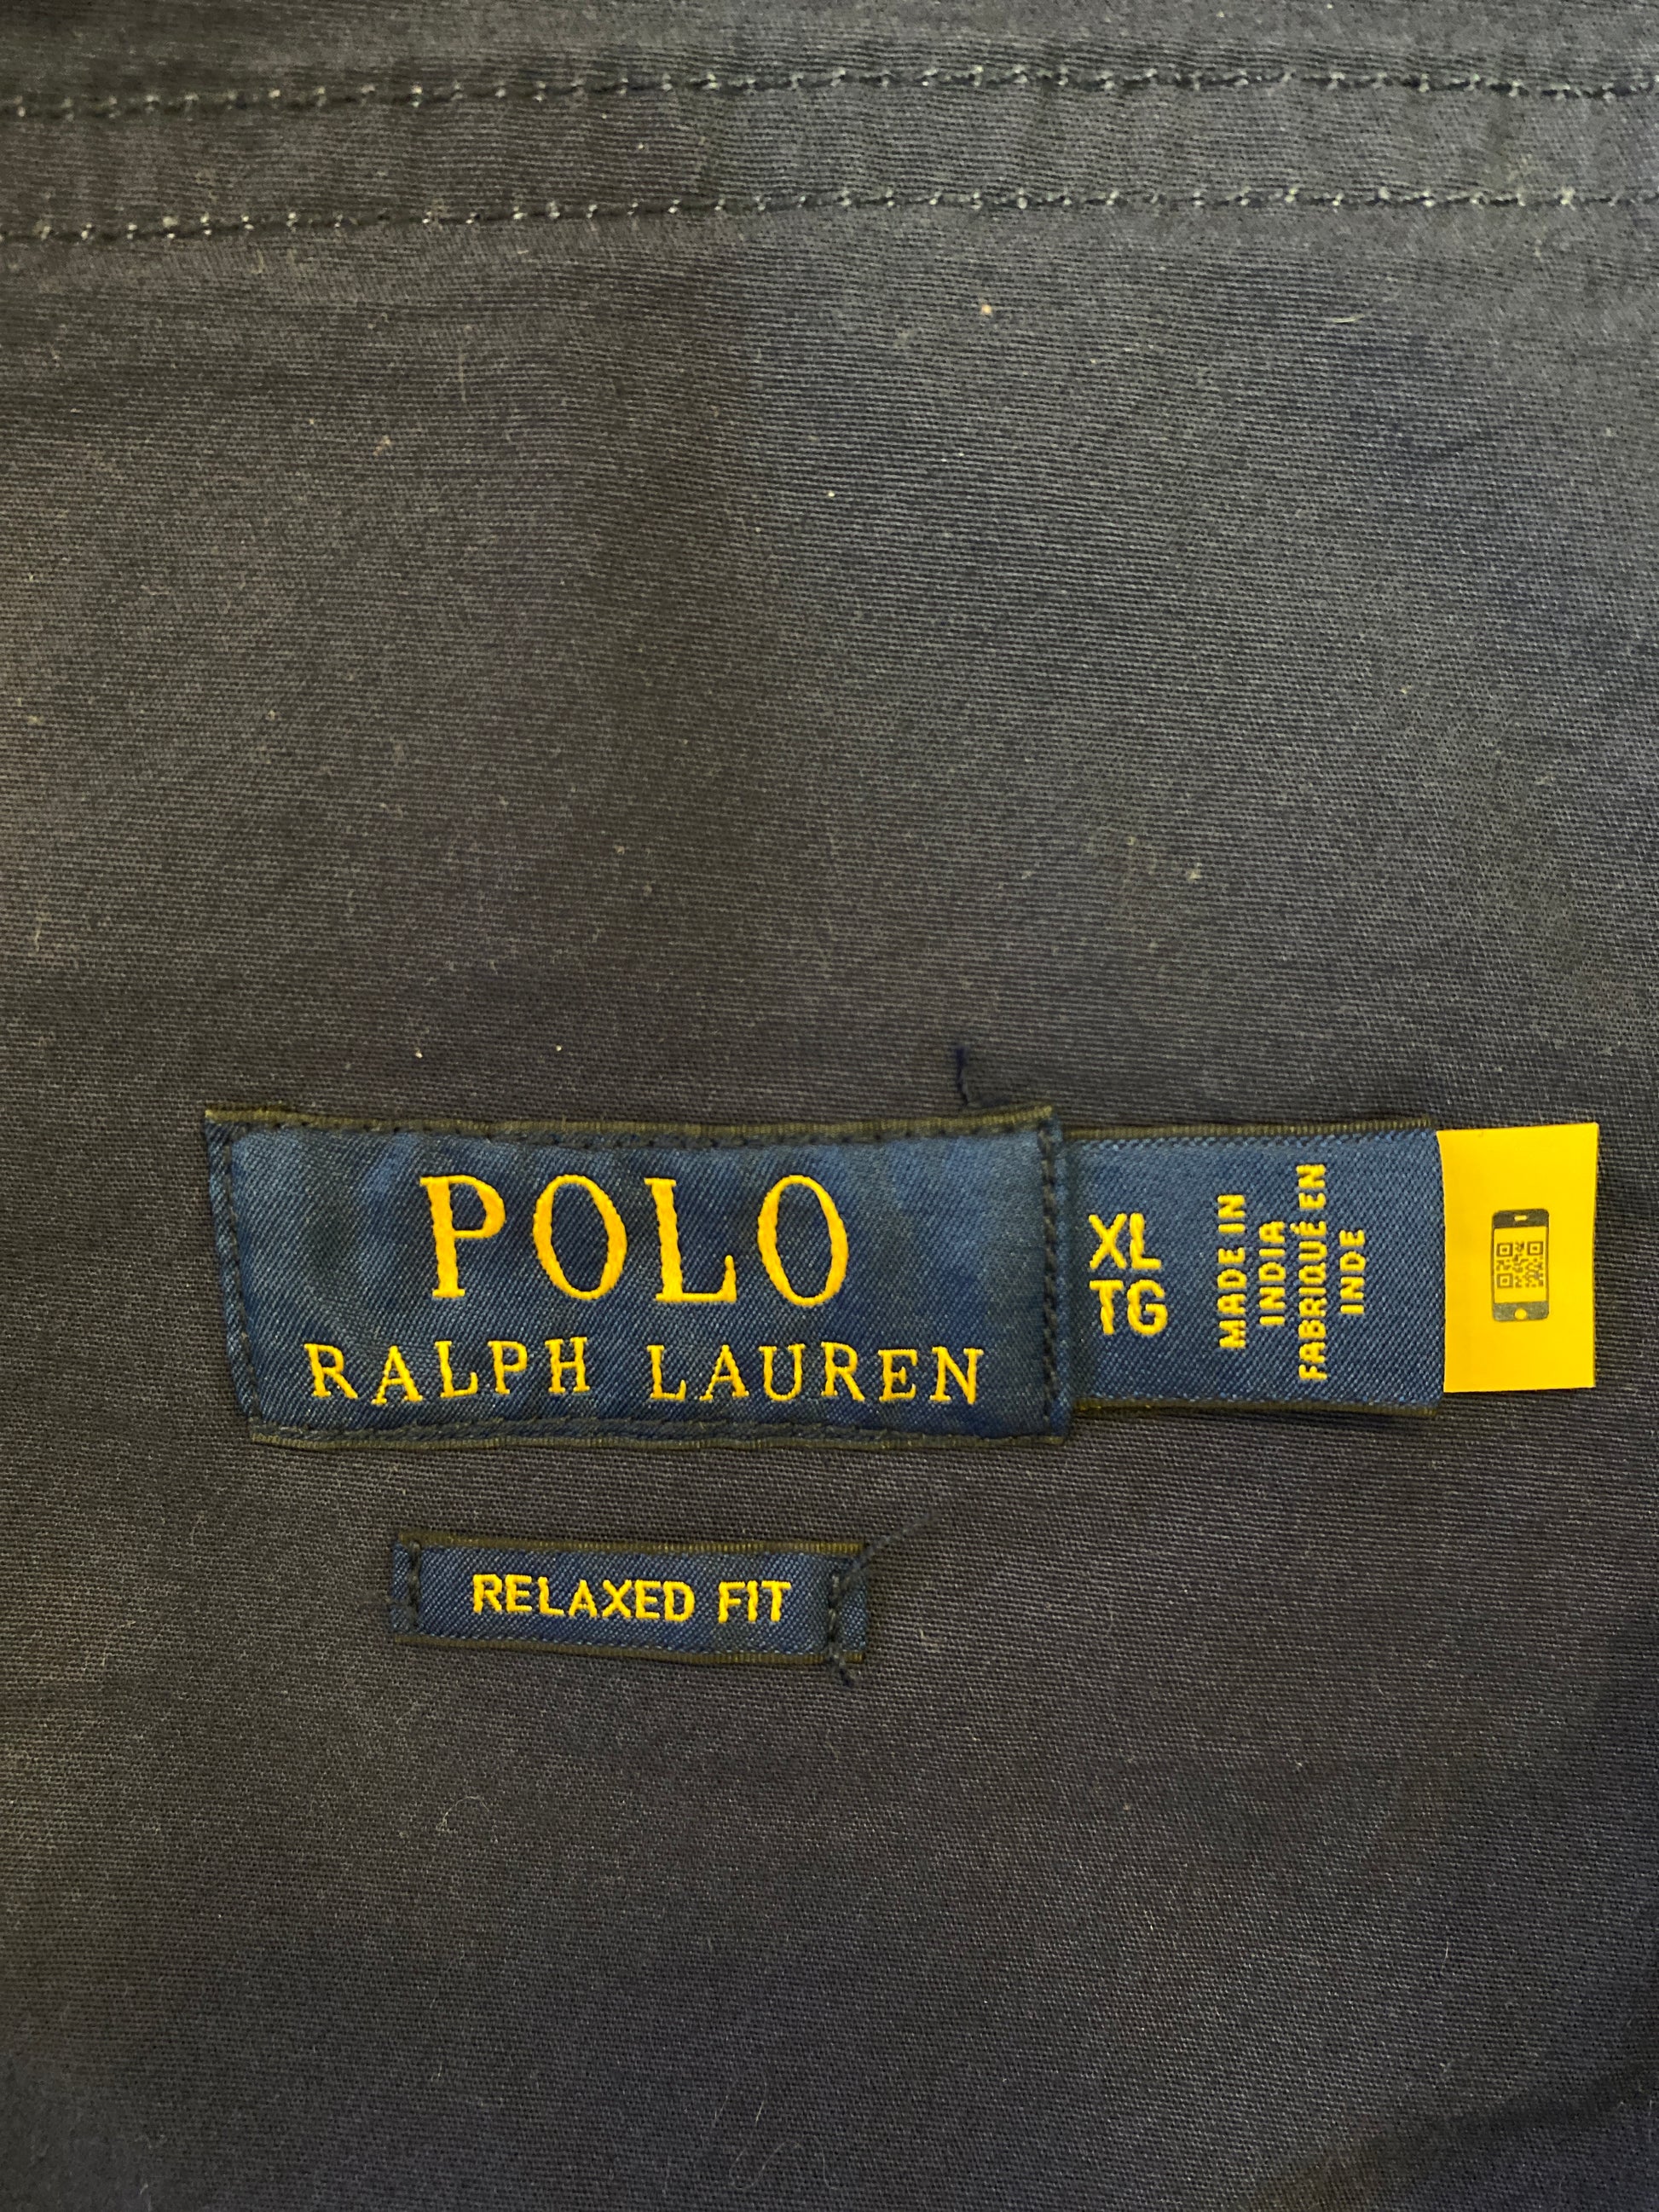 POLO
RALPH LAUREN
XL
TG
MADE IN
INDIA
FABRIQUÉ EN
INDE
RELAXED FIT